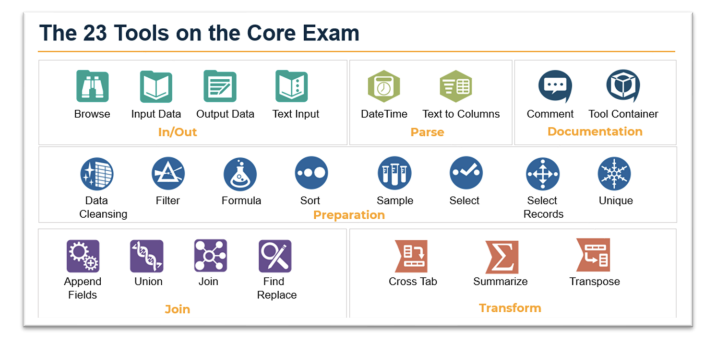 The 23 Tools on the Core Exam
Browse
Input Data
Output Data
Text Input
In/Out
DateTime
Text to Columns
Parse
Comment
Tool Container
Documentation
Data
Cleansing
Filter
Formula
Sort
Sample
Select
Select
Records
Unique
Preparation
Append
Fields
Union
Join
Find
Replace
Join
Cross Tab
Summarize
Transpose
Transform